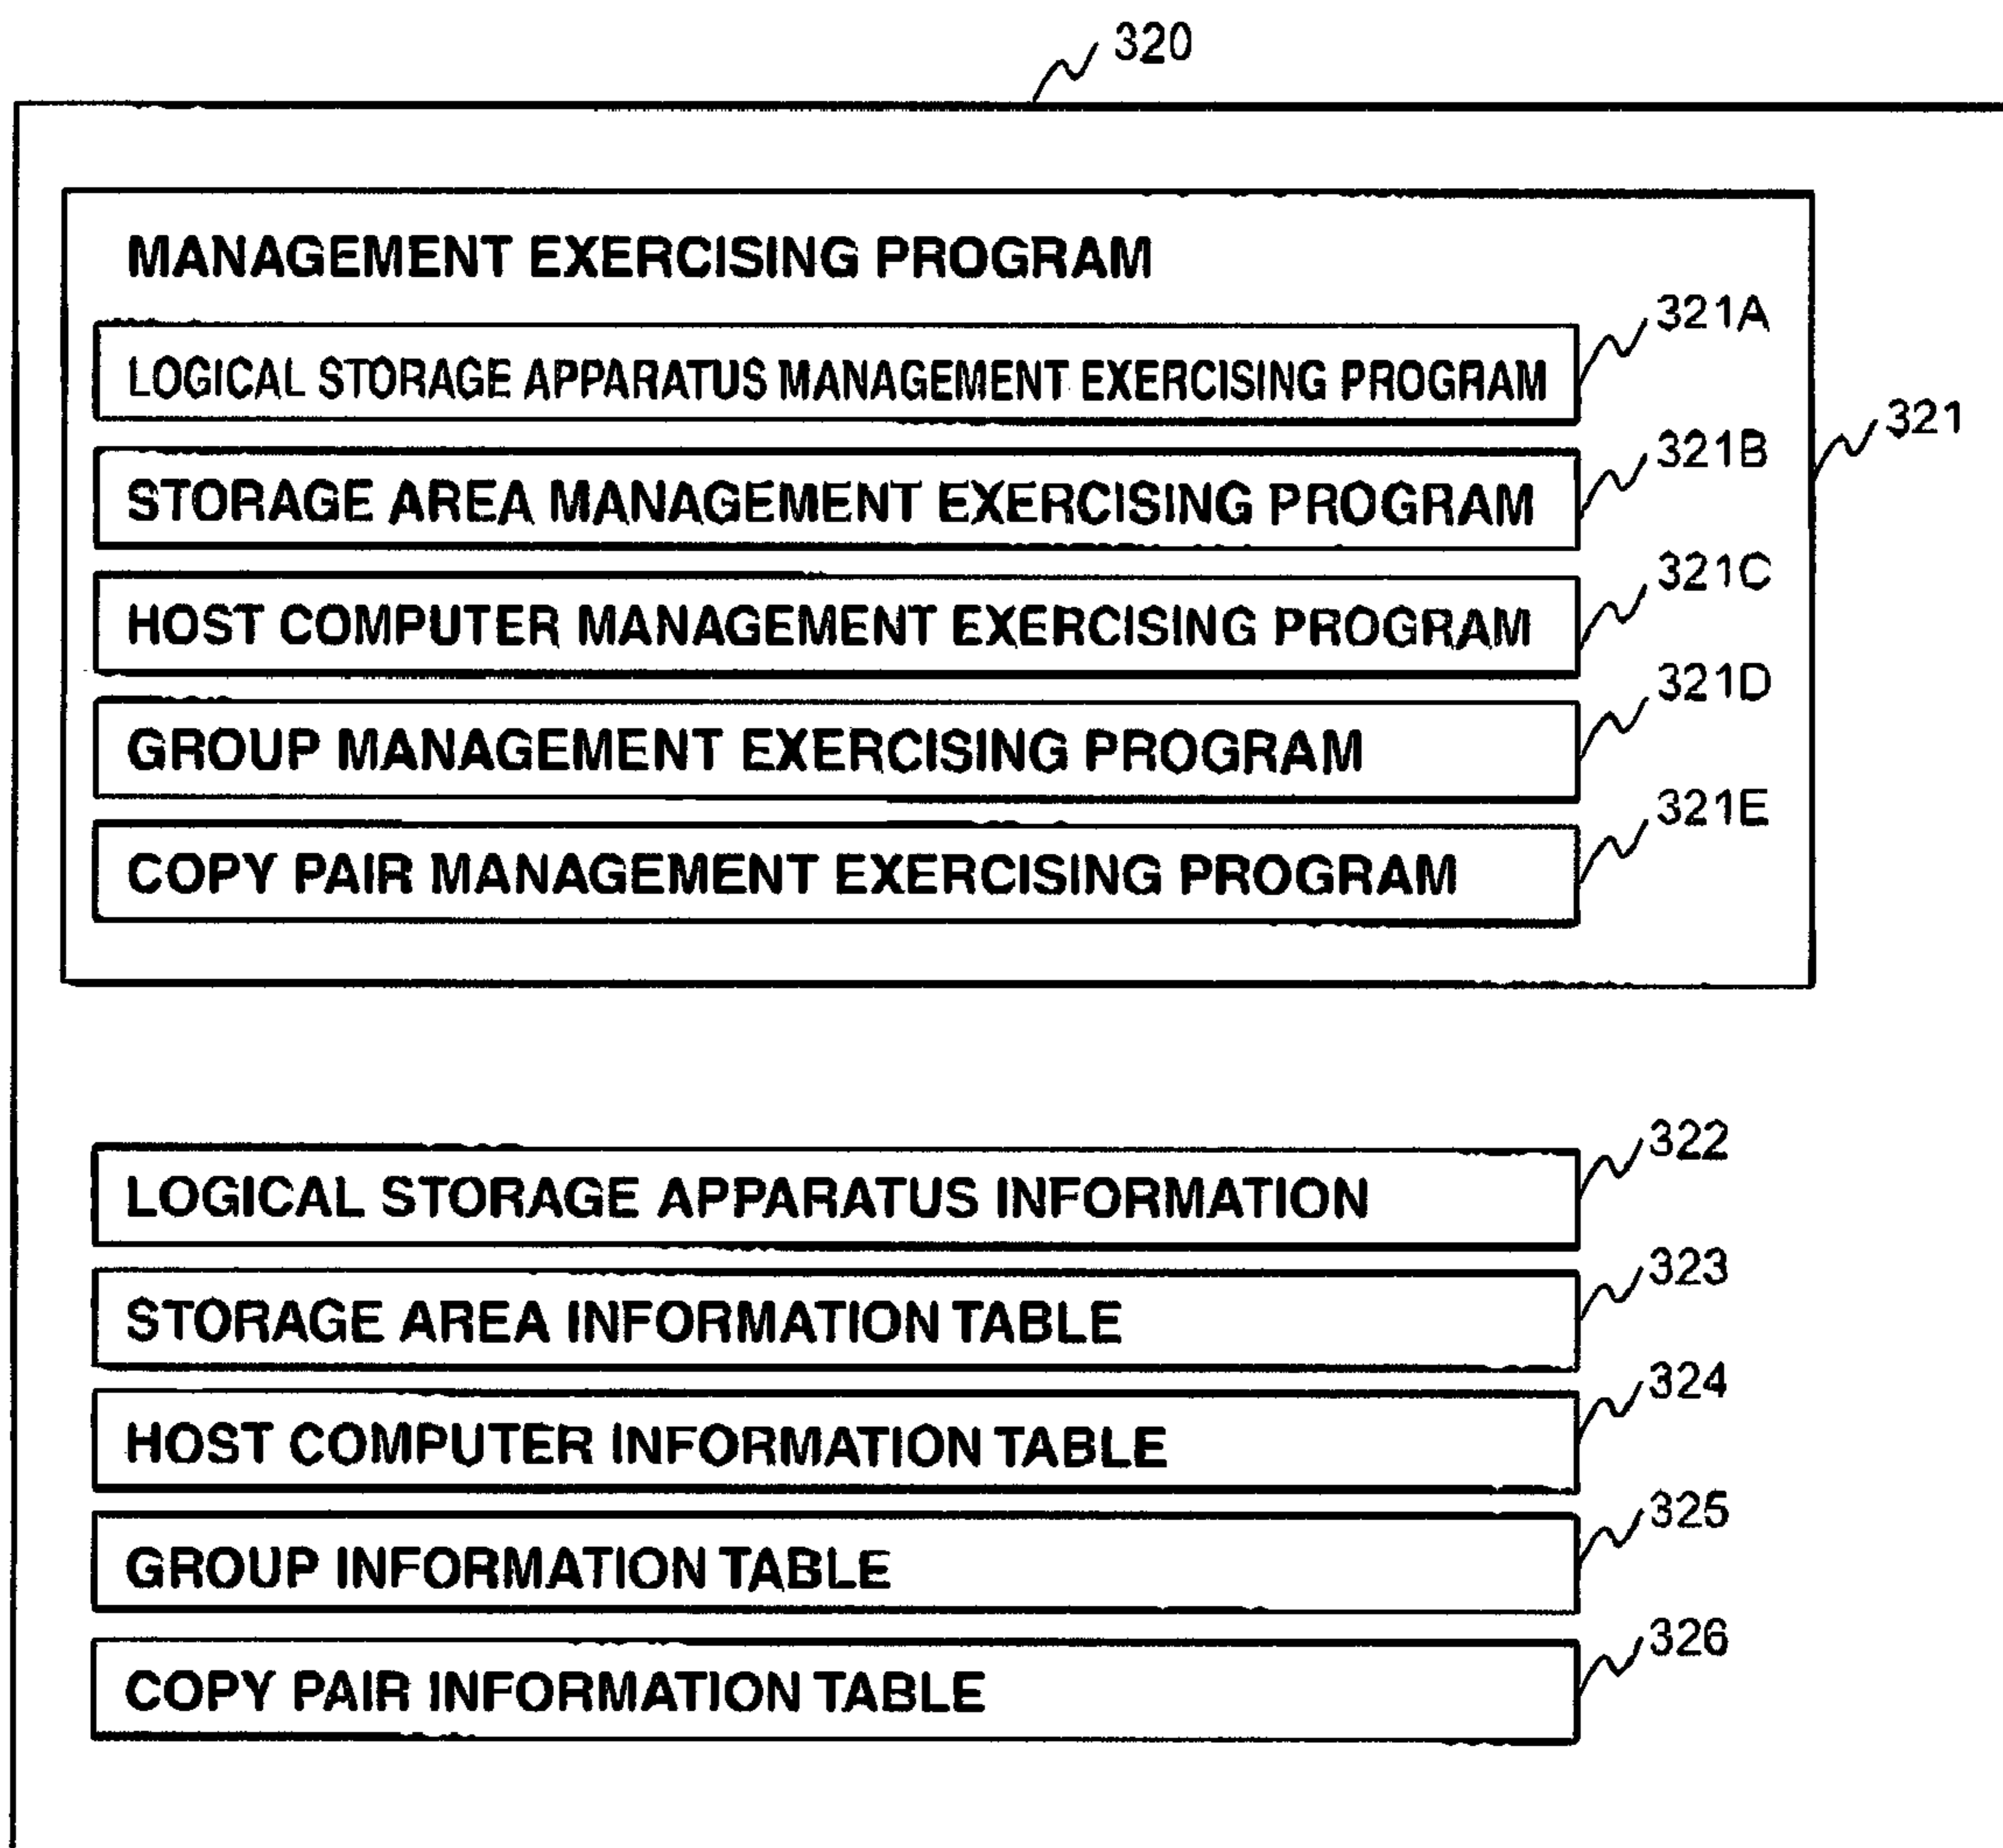 320
MANAGEMENT EXERCISING PROGRAM
321A
LOGICAL STORAGE APPARATUS MANAGEMENT EXERCISING PROGRAM
321
321B
STORAGE AREA MANAGEMENT EXERCISING PROGRAM
321C
HOST COMPUTER MANAGEMENT EXERCISING PROGRAM
321D
GROUP MANAGEMENT EXERCISING PROGRAM
321E
COPY PAIR MANAGEMENT EXERCISING PROGRAM
322
LOGICAL STORAGE APPARATUS INFORMATION
323
STORAGE AREA INFORMATION TABLE
324
HOST COMPUTER INFORMATION TABLE
325
GROUP INFORMATION TABLE
326
COPY PAIR INFORMATION TABLE